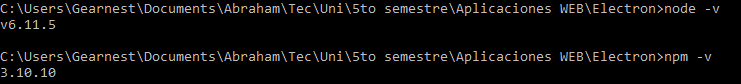 C:\Users\Gearnest\Documents\Abraham\Tec\Uni\5to semestre\Aplicaciones WEB\Electron>node -v
v6.11.5
C:\Users\Gearnest\Documents\Abraham\Tec\Uni\5to semestre\Aplicaciones WEB\Electron>npm -v
3.10.10